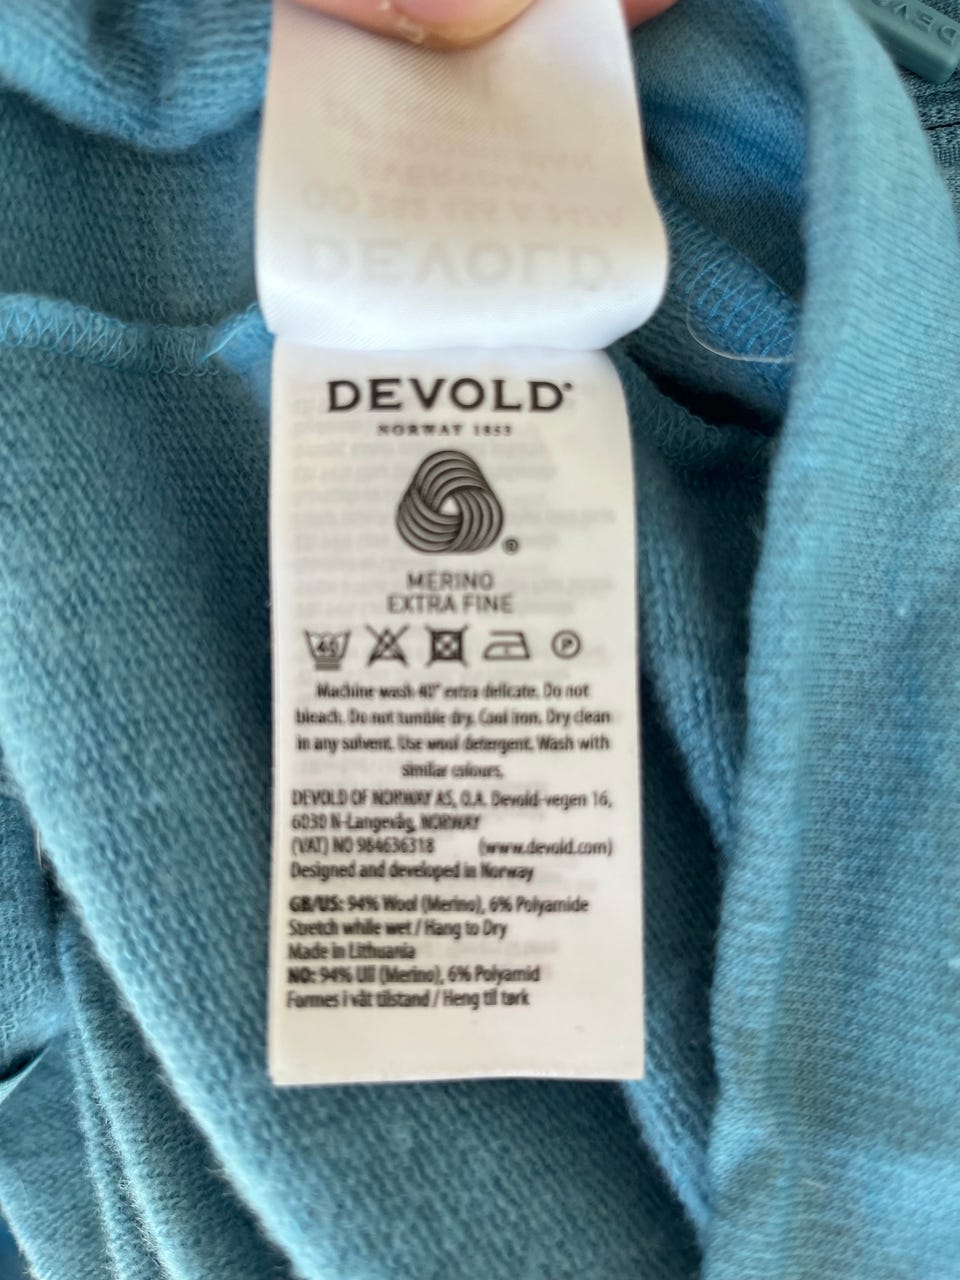 DEVOLD®
NORWAY 1853
®
MERINO
EXTRA FINE
40
P
Machine wash 40° extra delicate. Do not
bleach. Do not tumble dry. Cool iron. Dry clean
in any solvent. Use wool detergent. Wash with
similar colours.
DEVOLD OF NORWAY AS, O.A. Devold-vegen 16,
6030 N-Langevåg, NORWAY
(VAT) NO 984636318 (www.devold.com)
Designed and developed in Norway
GB/US: 94% Wool (Merino), 6% Polyamide
Stretch while wet / Hang to Dry
Made in Lithuania
NO: 94% Ull (Merino), 6% Polyamid
Formes i våt tilstand / Heng til tørk